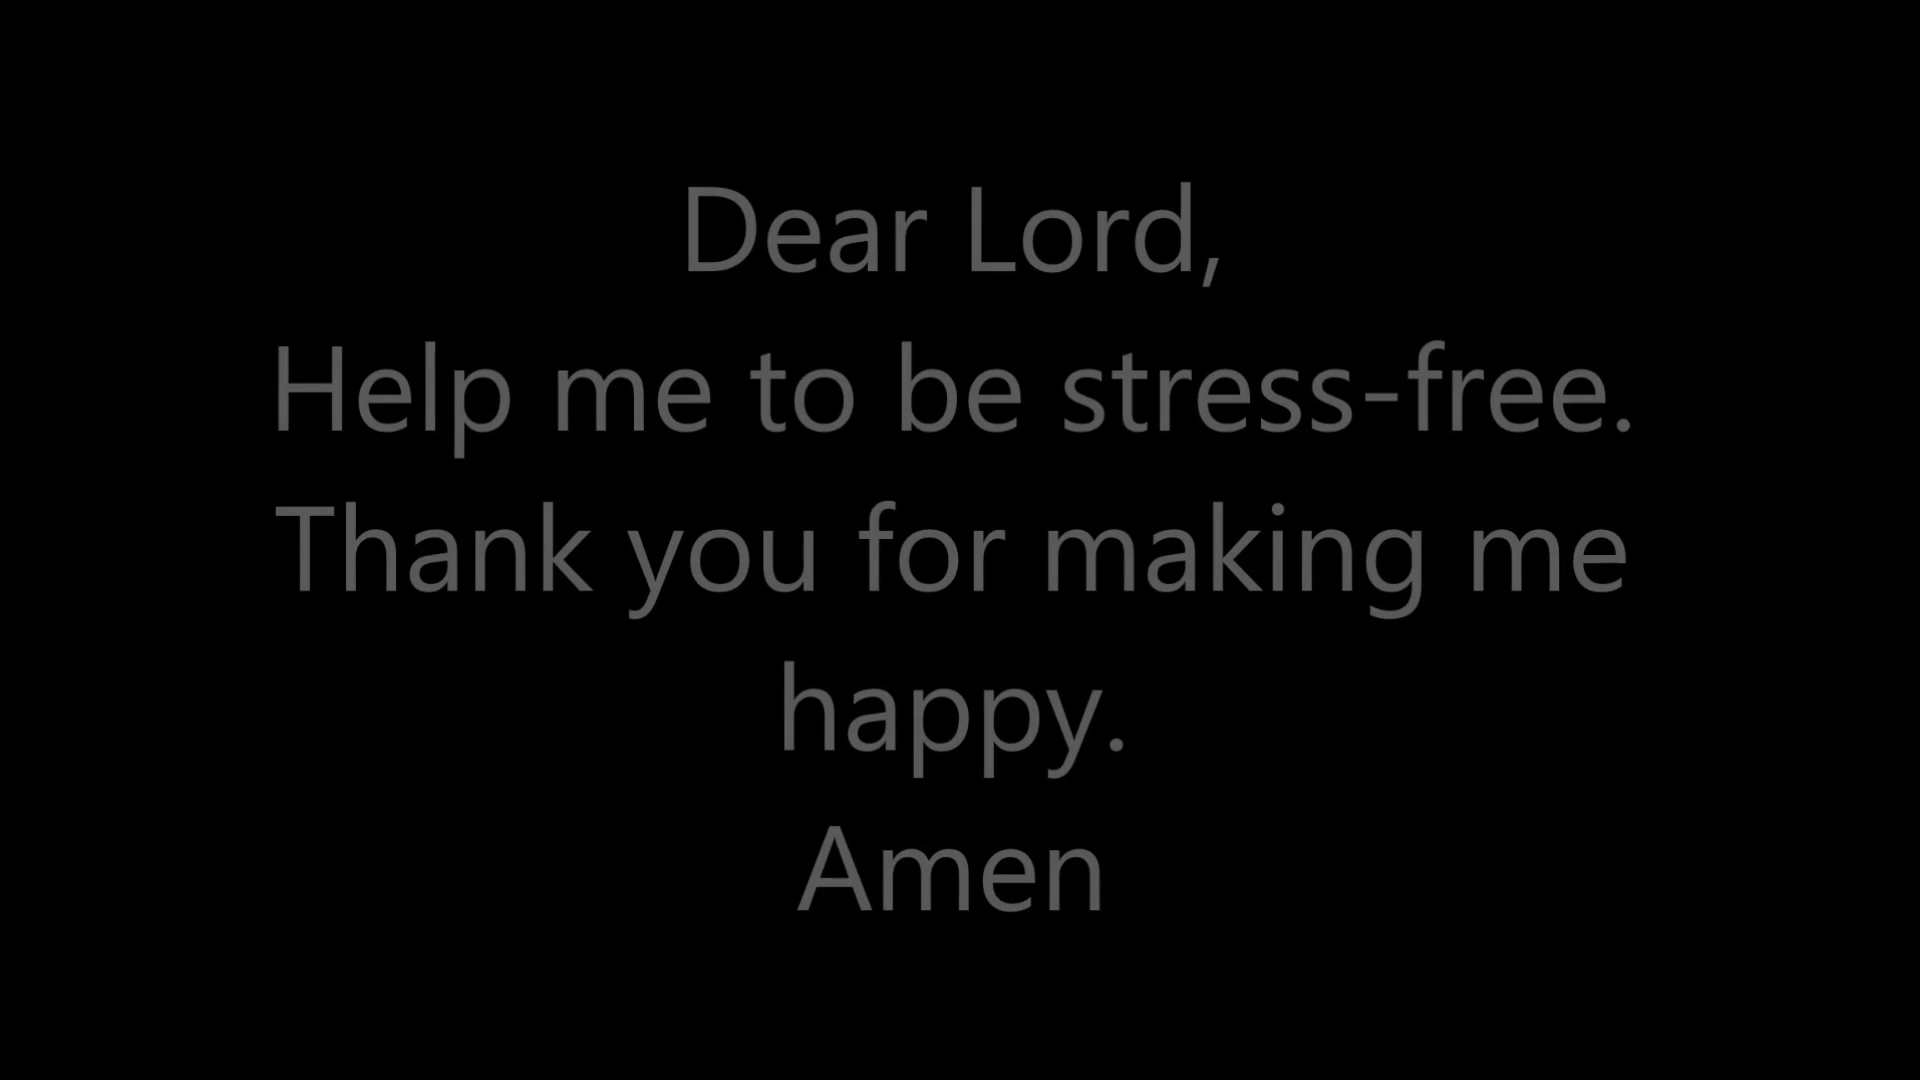 Dear Lord,
Help me to be stress-free.
Thank you for making me
happy.
Amen